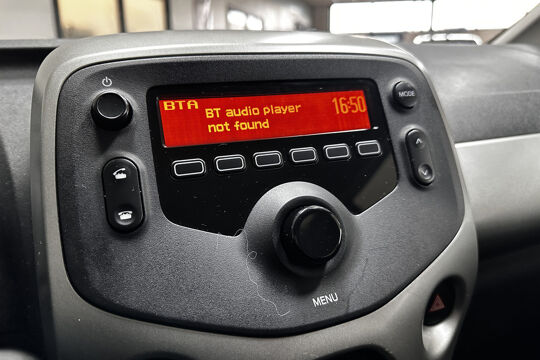 BTA
BT audio player
not found
16:50
MODE
MENU